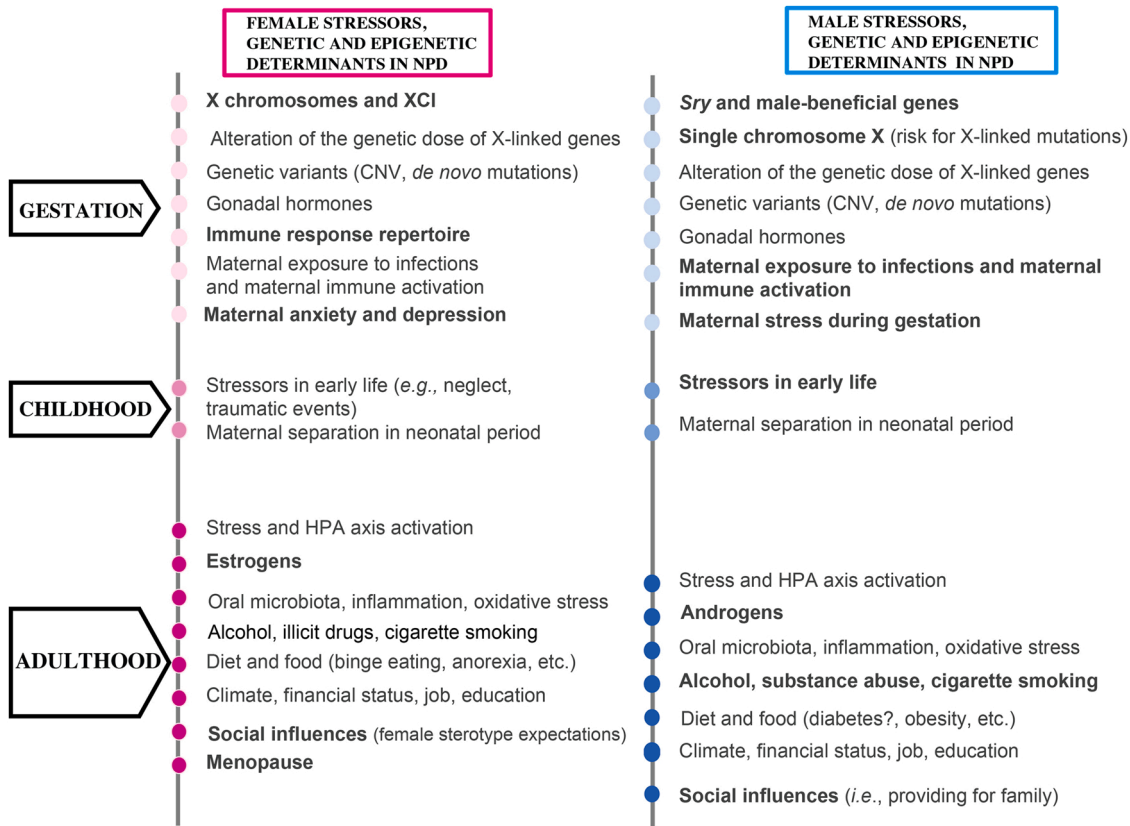 FEMALE STRESSORS,
GENETIC AND EPIGENETIC
DETERMINANTS IN NPD
X chromosomes and XCI
Alteration of the genetic dose of X-linked genes
Genetic variants (CNV, de novo mutations)
GESTATION
Gonadal hormones
Immune response repertoire
Maternal exposure to infections
and maternal immune activation
Maternal anxiety and depression
CHILDHOOD
Stressors in early life (e.g., neglect,
traumatic events)
Maternal separation in neonatal period
Stress and HPA axis activation
Estrogens
Oral microbiota, inflammation, oxidative stress
Alcohol, illicit drugs, cigarette smoking
ADULTHOOD
Diet and food (binge eating, anorexia, etc.)
Climate, financial status, job, education
Social influences (female sterotype expectations)
Menopause
MALE STRESSORS,
GENETIC AND EPIGENETIC
DETERMINANTS IN NPD
Sry and male-beneficial genes
Single chromosome X (risk for X-linked mutations)
Alteration of the genetic dose of X-linked genes
Genetic variants (CNV, de novo mutations)
Gonadal hormones
Maternal exposure to infections and maternal
immune activation
Maternal stress during gestation
Stressors in early life
Maternal separation in neonatal period
Stress and HPA axis activation
Androgens
Oral microbiota, inflammation, oxidative stress
Alcohol, substance abuse, cigarette smoking
Diet and food (diabetes?, obesity, etc.)
Climate, financial status, job, education
Social influences (i.e., providing for family)